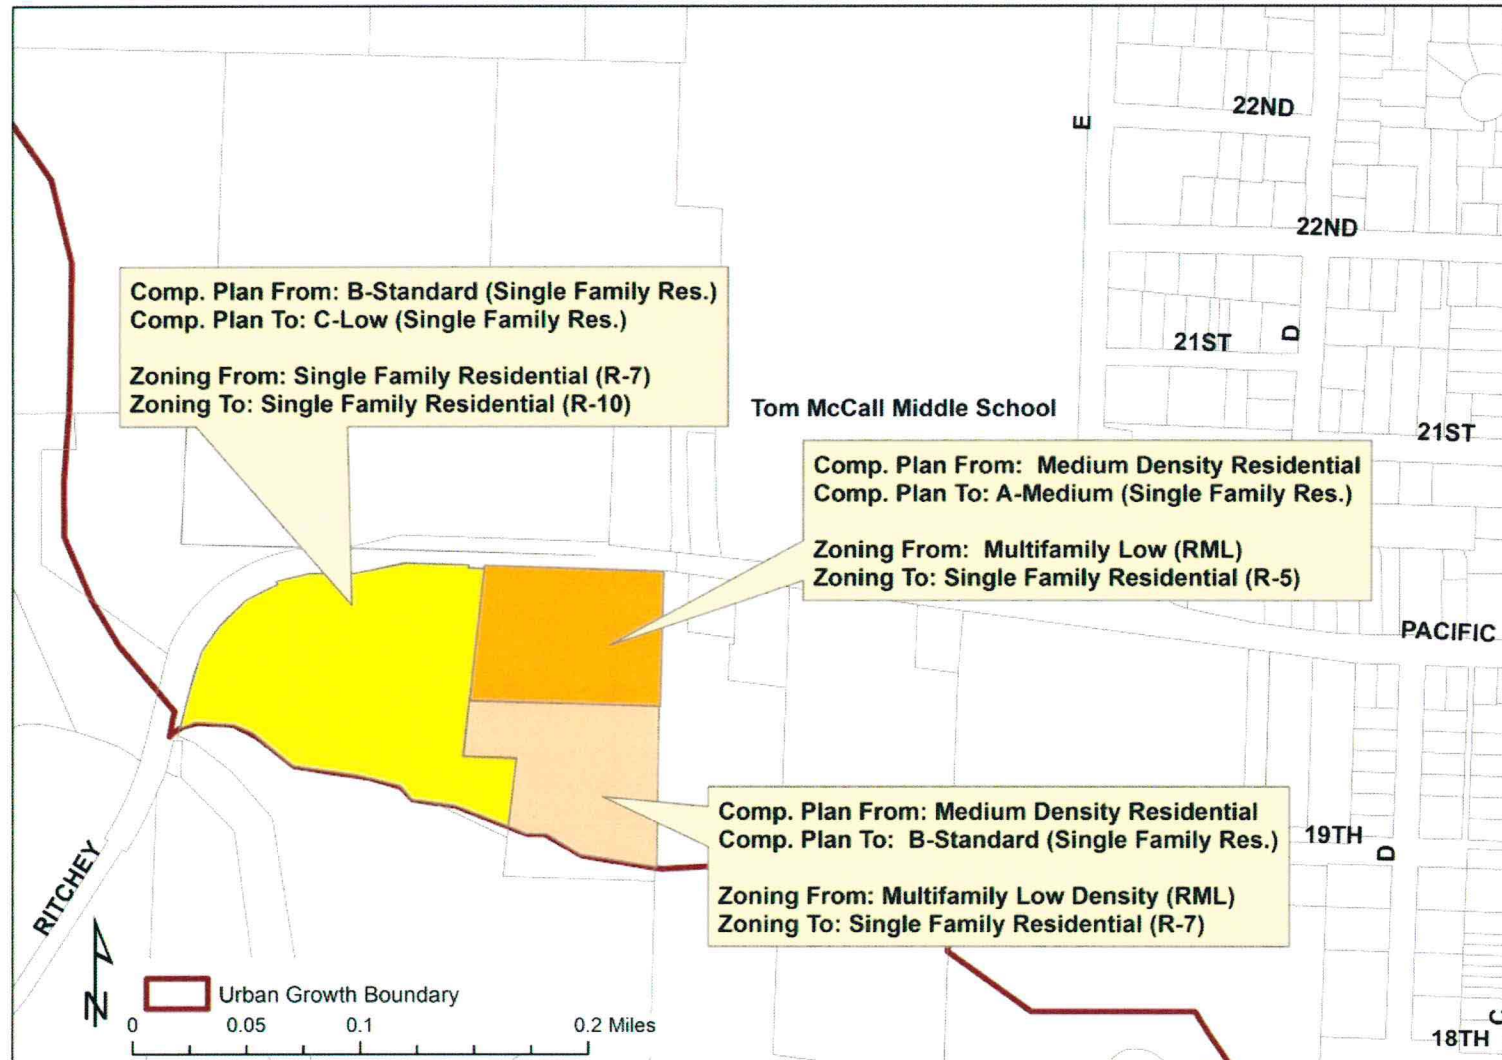 22ND
E
22ND
Comp. Plan From: B-Standard (Single Family Res.)
Comp. Plan To: C-Low (Single Family Res.)
Zoning From: Single Family Residential (R-7)
Zoning To: Single Family Residential (R-10)
21ST
D
Tom McCall Middle School
21ST
Comp. Plan From: Medium Density Residential
Comp. Plan To: A-Medium (Single Family Res.)
Zoning From: Multifamily Low (RML)
Zoning To: Single Family Residential (R-5)
PACIFIC
Comp. Plan From: Medium Density Residential
Comp. Plan To: B-Standard (Single Family Res.)
Zoning From: Multifamily Low Density (RML)
Zoning To: Single Family Residential (R-7)
19TH
D
RITCHEY
N
Urban Growth Boundary
0 0.05 0.1 0.2 Miles
C
18TH